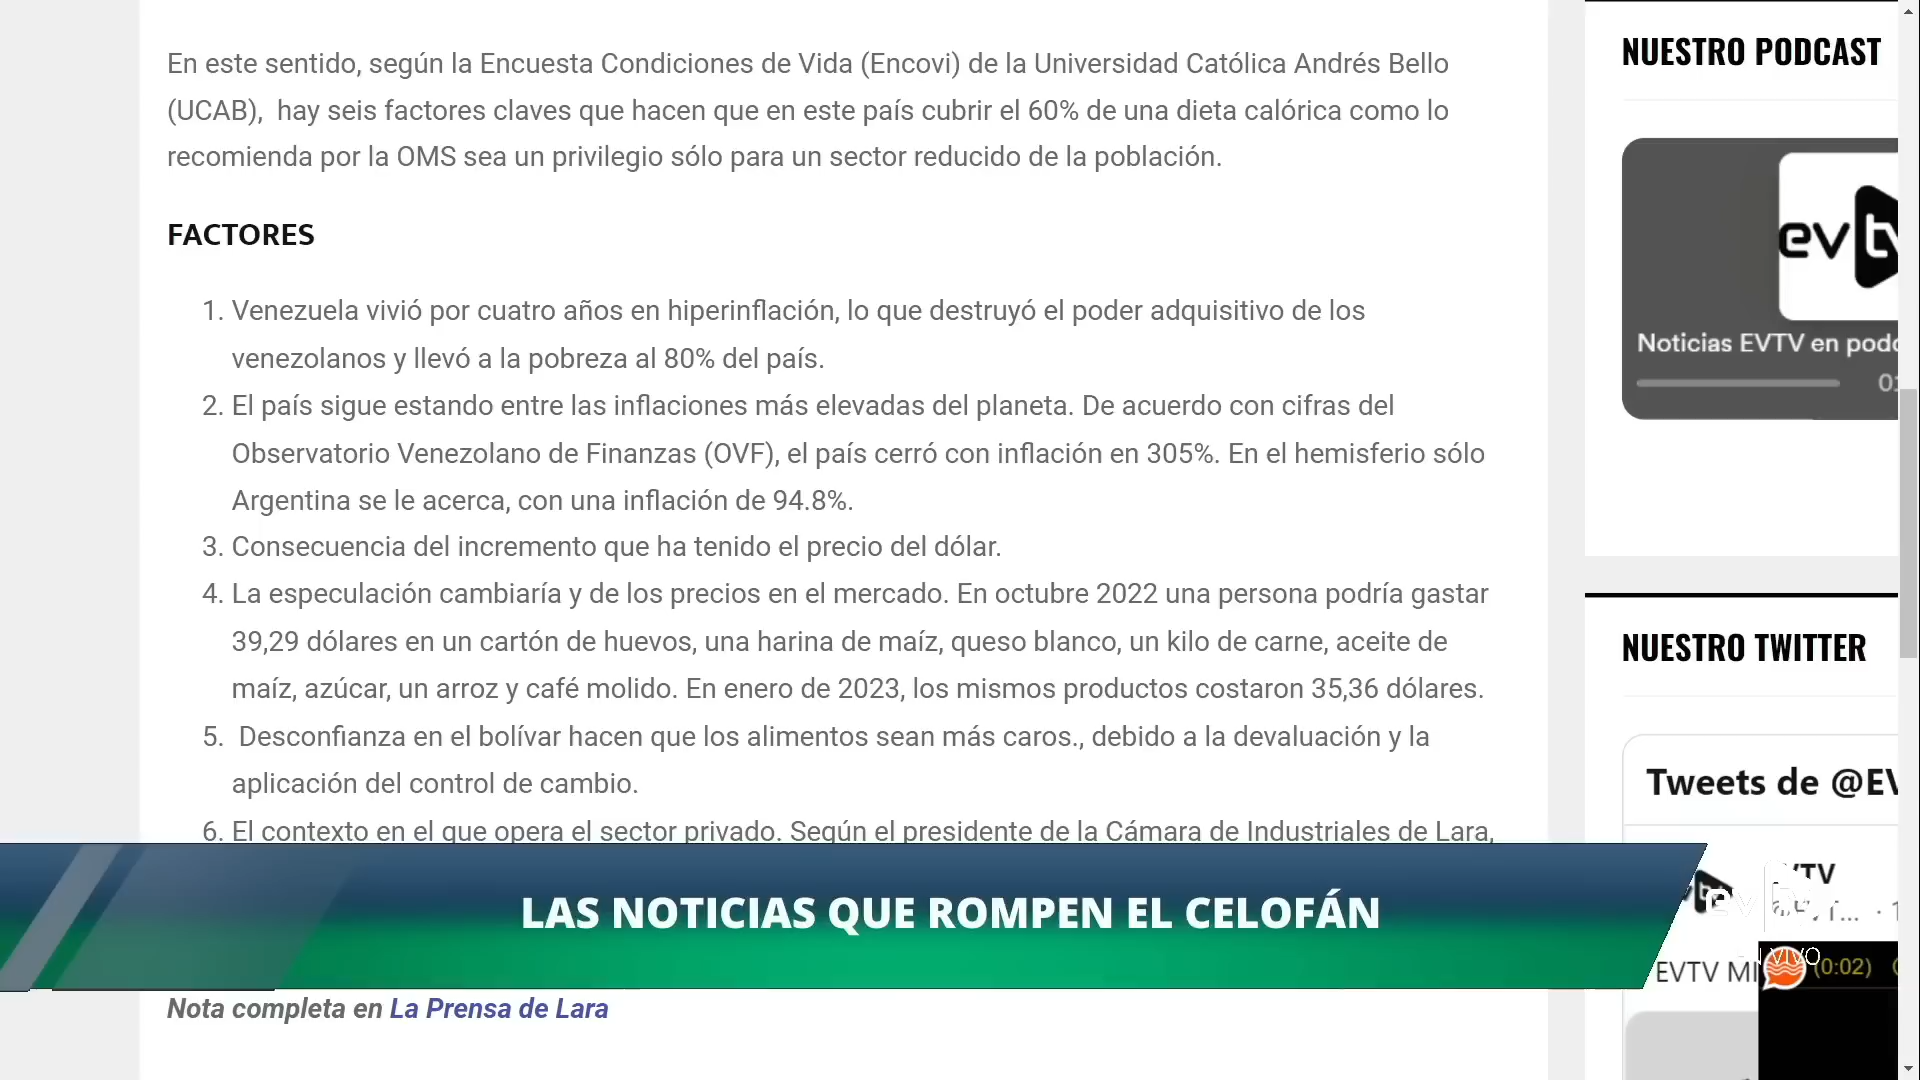 En este sentido, según la Encuesta Condiciones de Vida (Encovi) de la Universidad Católica Andrés Bello
(UCAB),  hay seis factores claves que hacen que en este país cubrir el 60% de una dieta calórica como lo
recomienda por la OMS sea un privilegio sólo para un sector reducido de la población.
FACTORES
1. Venezuela vivió por cuatro años en hiperinflación, lo que destruyó el poder adquisitivo de los
venezolanos y llevó a la pobreza al 80% del país.
2. El país sigue estando entre las inflaciones más elevadas del planeta. De acuerdo con cifras del
Observatorio Venezolano de Finanzas (OVF), el país cerró con inflación en 305%. En el hemisferio sólo
Argentina se le acerca, con una inflación de 94.8%.
3. Consecuencia del incremento que ha tenido el precio del dólar.
4. La especulación cambiaría y de los precios en el mercado. En octubre 2022 una persona podría gastar
39,29 dólares en un cartón de huevos, una harina de maíz, queso blanco, un kilo de carne, aceite de
maíz, azúcar, un arroz y café molido. En enero de 2023, los mismos productos costaron 35,36 dólares.
5. Desconfianza en el bolívar hacen que los alimentos sean más caros., debido a la devaluación y la
aplicación del control de cambio.
6. El contexto en el que opera el sector privado. Según el presidente de la Cámara de Industriales de Lara,
LAS NOTICIAS QUE ROMPEN EL CELOFÁN
Nota completa en La Prensa de Lara
NUESTRO PODCAST
evtv
Noticias EVTV en podc
NUESTRO TWITTER
Tweets de @EV
EVTV MI
VIVO
(0:02)